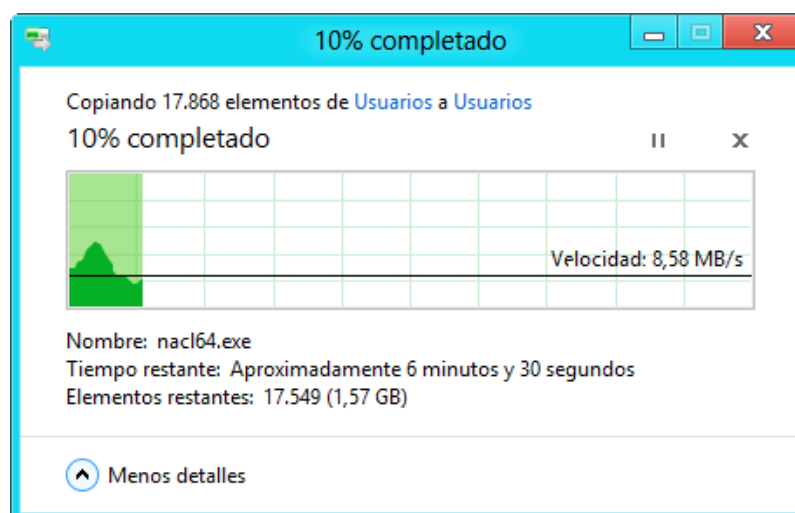 10% completado
Copiando 17.868 elementos de Usuarios a Usuarios
10% completado
Velocidad: 8,58 MB/s
Nombre: nacl64.exe
Tiempo restante: Aproximadamente 6 minutos y 30 segundos
Elementos restantes: 17.549 (1,57 GB)
Menos detalles